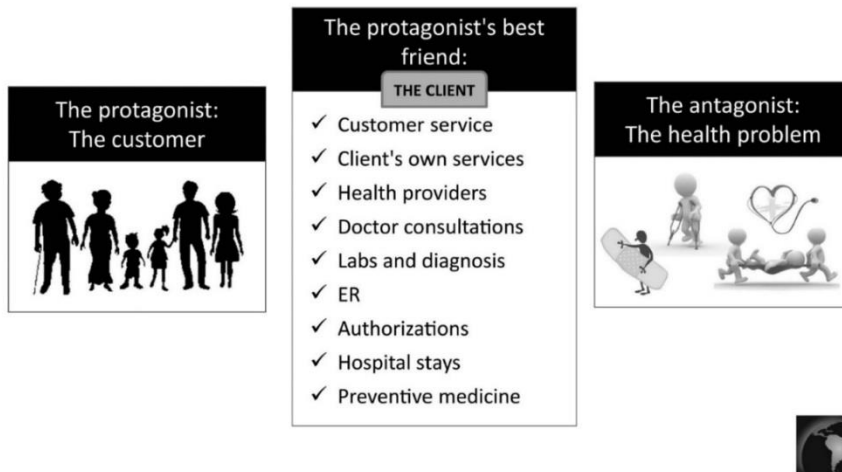 The protagonist:
The customer
The protagonist's best
friend:
THE CLIENT
✓ Customer service
✓ Client's own services
✓ Health providers
✓ Doctor consultations
✓ Labs and diagnosis
✓ ER
✓ Authorizations
✓ Hospital stays
✓ Preventive medicine
The antagonist:
The health problem